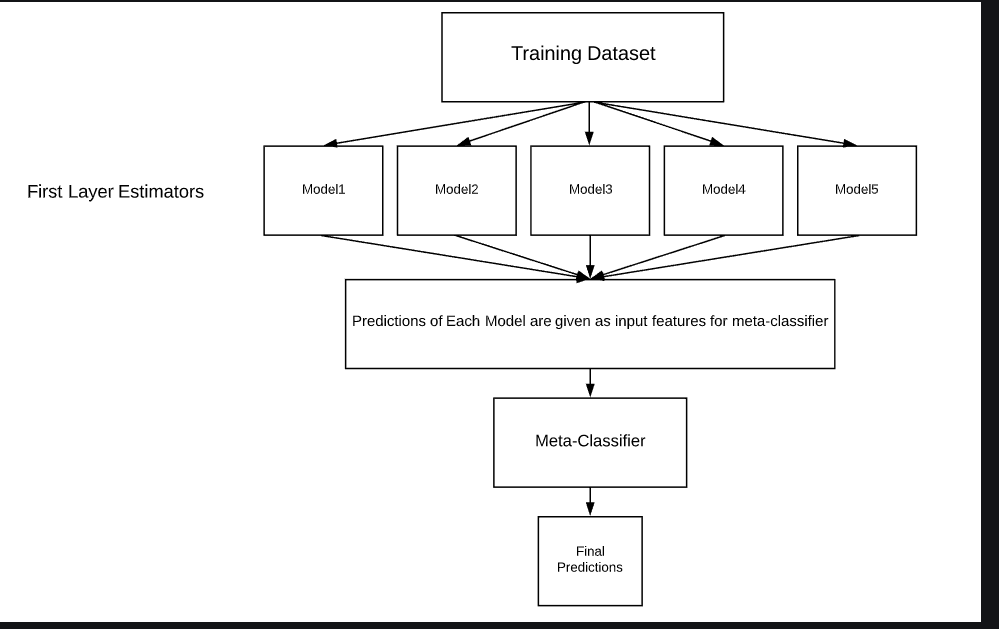 Training Dataset
First Layer Estimators
Model1
Model2
Model3
Model4
Model5
Predictions of Each Model are given as input features for meta-classifier
Meta-Classifier
Final
Predictions